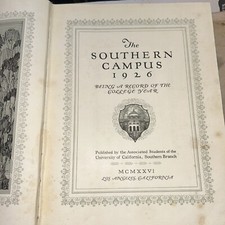 The
SOUTHERN
CAMPUS
1926
BEING A RECORD OF THE
COLLEGE YEAR
Published by the Associated Students of the
University of California, Southern Branch
MCMXXVI
LOS ANGELES, CALIFORNIA